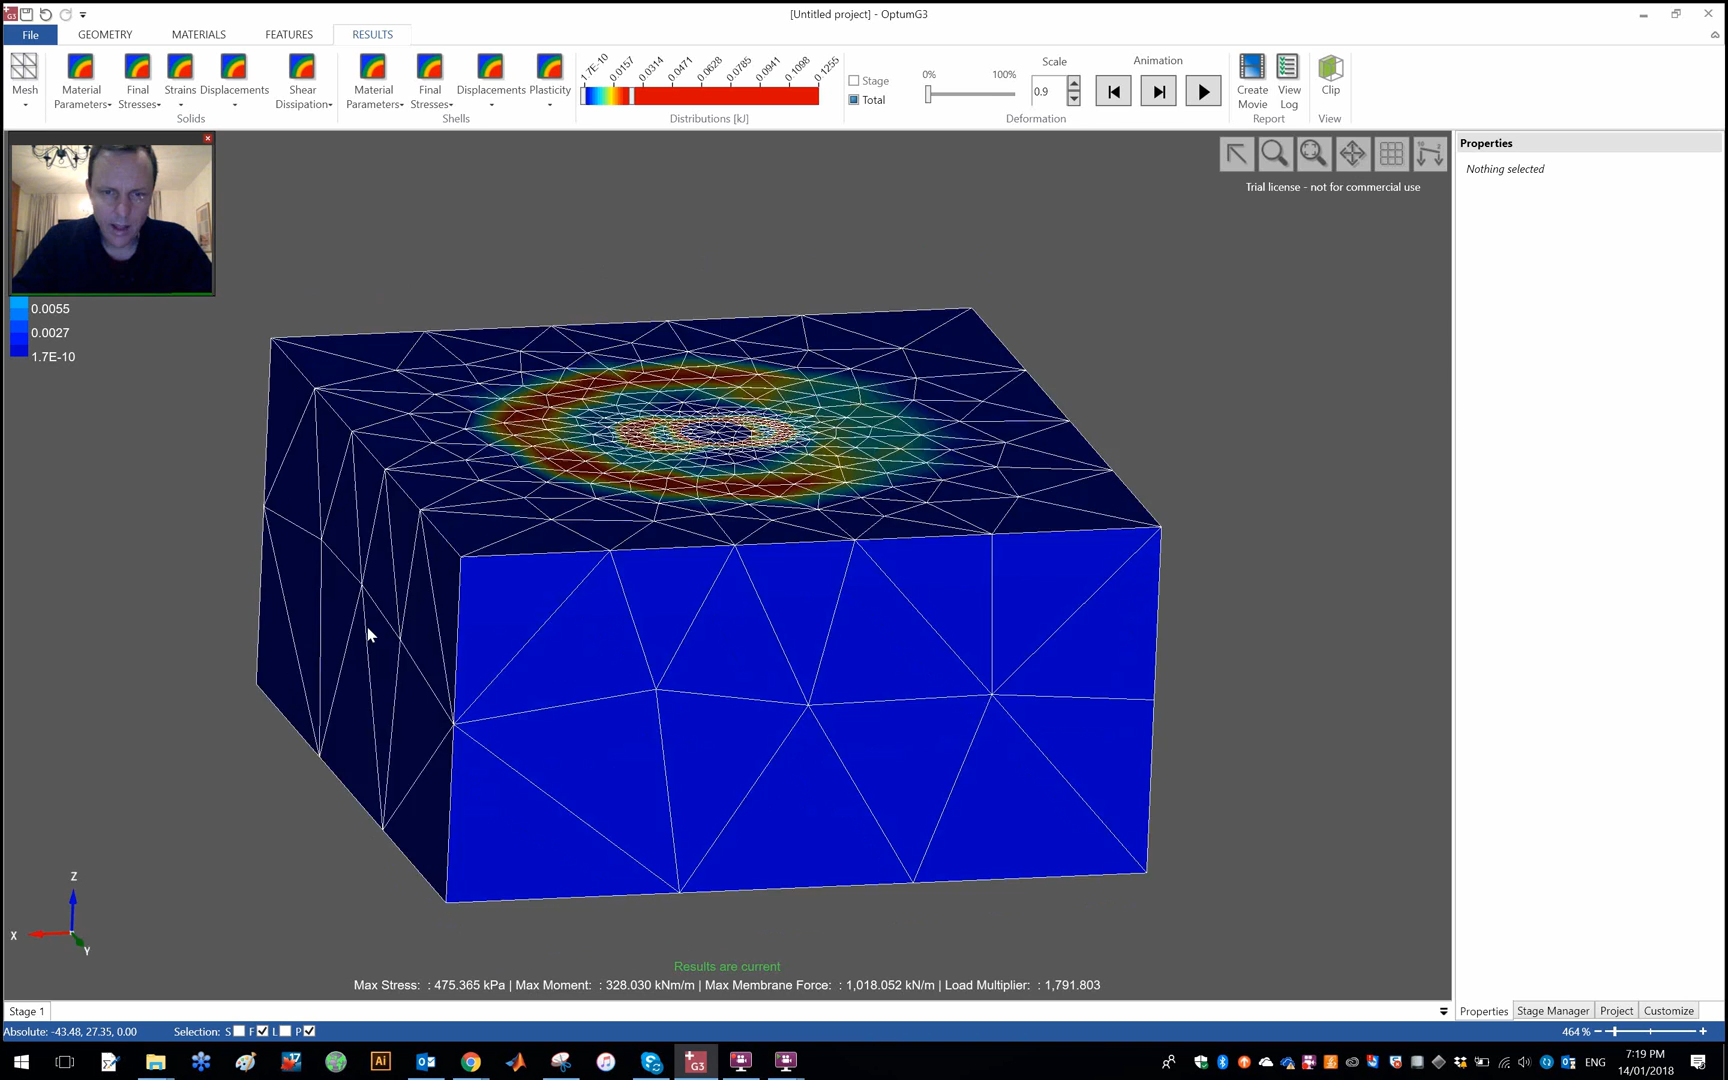 [Untitled project] - OptumG3
File GEOMETRY MATERIALS FEATURES RESULTS
Mesh
Material Parameters
Final Stresses
Strains
Displacements
Shear Dissipation
Solids
Material Parameters
Final Stresses
Displacements
Plasticity
Shells
1.7E-10 0.0157 0.0314 0.0471 0.0628 0.0785 0.0941 0.1098 0.1255
Distributions [kJ]
Stage
Total
0% 100%
Scale
0.9
Deformation
Animation
Create Movie
View Log
Report
Clip
View
Properties
Nothing selected
Trial license - not for commercial use
0.0055
0.0027
1.7E-10
Z
X
Y
Results are current
Max Stress: : 475.365 kPa | Max Moment: : 328.030 kNm/m | Max Membrane Force: : 1,018.052 kN/m | Load Multiplier: : 1,791.803
Stage 1
Properties Stage Manager Project Customize
Absolute: -43.48, 27.35, 0.00 Selection: S F L P 464 %
G3
Ai
ENG
7:19 PM
14/01/2018